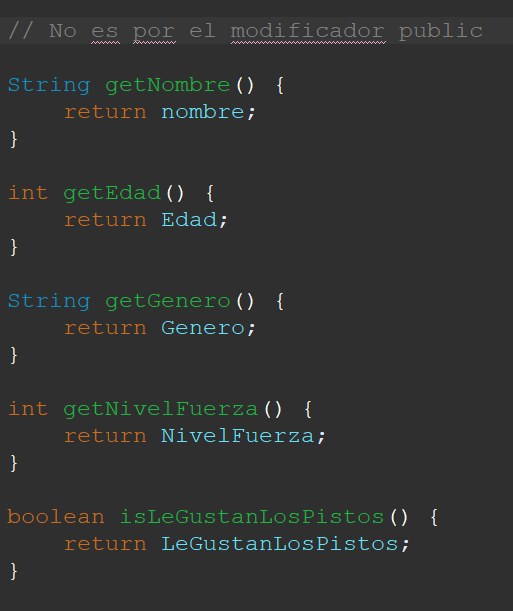 // No es por el modificador public
String getNombre() {
return nombre;
}
int getEdad() {
return Edad;
}
String getGenero() {
return Genero;
}
int getNivelFuerza() {
return NivelFuerza;
}
boolean isLeGustanLosPistos() {
return LeGustanLosPistos;
}